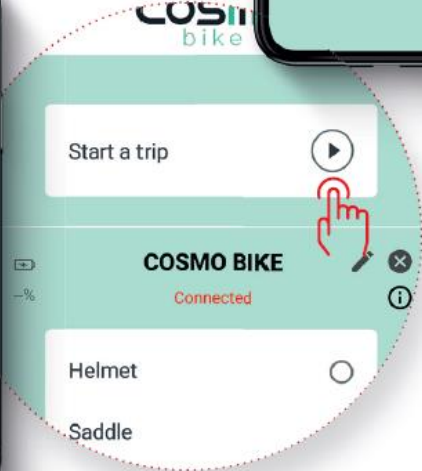 bike
Start a trip
COSMO BIKE
--%
Connected
Helmet
Saddle